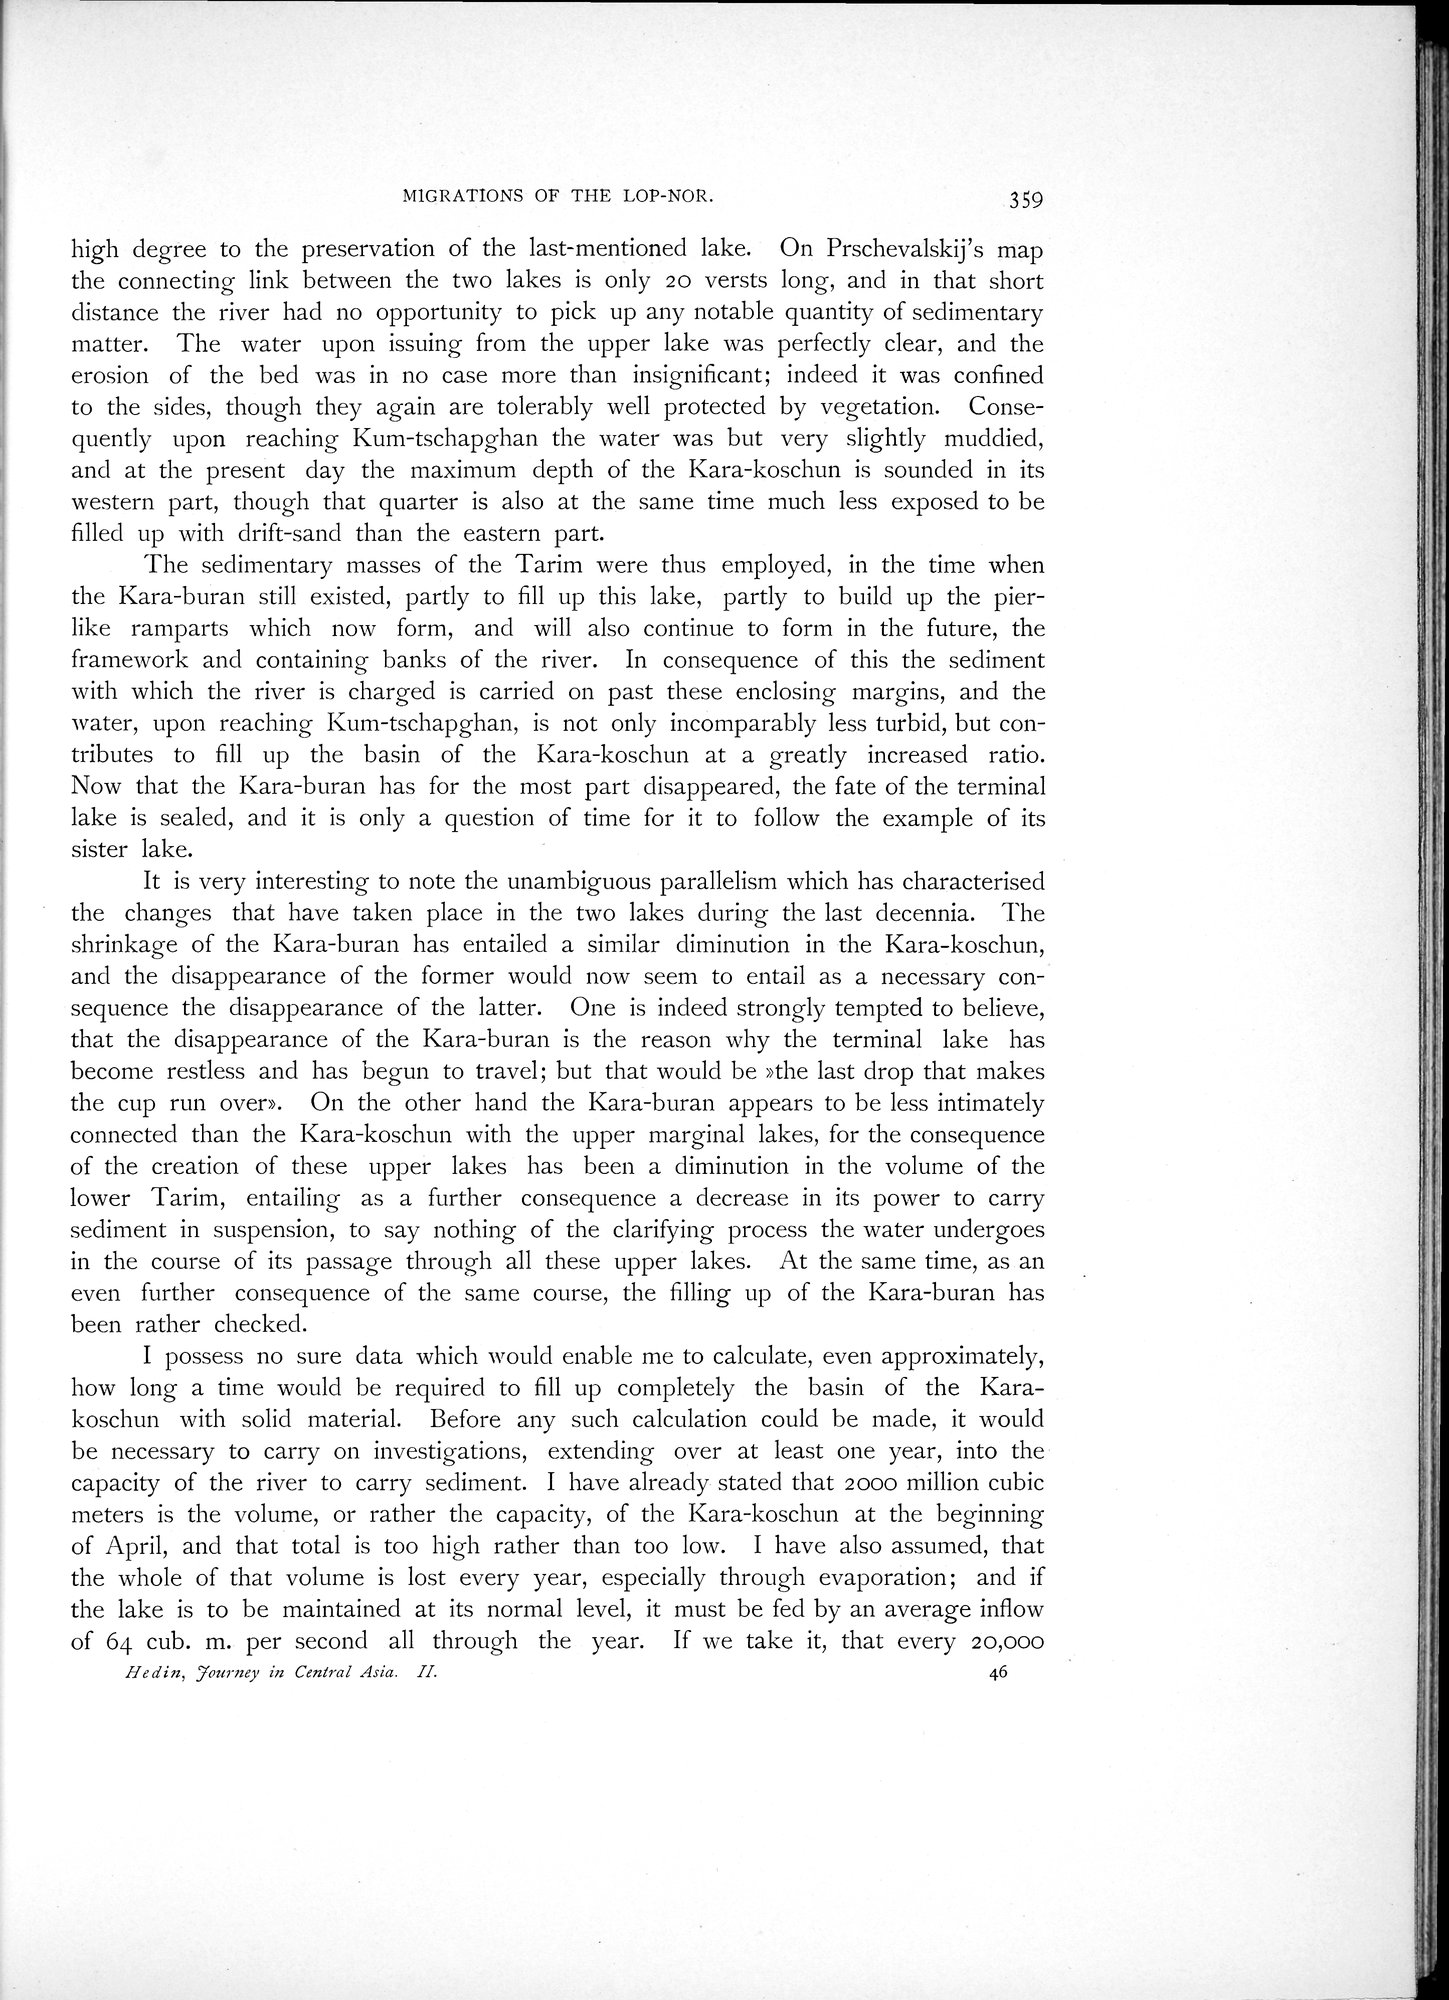 MIGRATIONS OF THE LOP-NOR. 359
high degree to the preservation of the last-mentioned lake. On Prschevalskij's map
the connecting link between the two lakes is only 20 versts long, and in that short
distance the river had no opportunity to pick up any notable quantity of sedimentary
matter. The water upon issuing from the upper lake was perfectly clear, and the
erosion of the bed was in no case more than insignificant; indeed it was confined
to the sides, though they again are tolerably well protected by vegetation. Conse-
quently upon reaching Kum-tschapghan the water was but very slightly muddied,
and at the present day the maximum depth of the Kara-koschun is sounded in its
western part, though that quarter is also at the same time much less exposed to be
filled up with drift-sand than the eastern part.
The sedimentary masses of the Tarim were thus employed, in the time when
the Kara-buran still existed, partly to fill up this lake, partly to build up the pier-
like ramparts which now form, and will also continue to form in the future, the
framework and containing banks of the river. In consequence of this the sediment
with which the river is charged is carried on past these enclosing margins, and the
water, upon reaching Kum-tschapghan, is not only incomparably less turbid, but con-
tributes to fill up the basin of the Kara-koschun at a greatly increased ratio.
Now that the Kara-buran has for the most part disappeared, the fate of the terminal
lake is sealed, and it is only a question of time for it to follow the example of its
sister lake.
It is very interesting to note the unambiguous parallelism which has characterised
the changes that have taken place in the two lakes during the last decennia. The
shrinkage of the Kara-buran has entailed a similar diminution in the Kara-koschun,
and the disappearance of the former would now seem to entail as a necessary con-
sequence the disappearance of the latter. One is indeed strongly tempted to believe,
that the disappearance of the Kara-buran is the reason why the terminal lake has
become restless and has begun to travel; but that would be »the last drop that makes
the cup run over». On the other hand the Kara-buran appears to be less intimately
connected than the Kara-koschun with the upper marginal lakes, for the consequence
of the creation of these upper lakes has been a diminution in the volume of the
lower Tarim, entailing as a further consequence a decrease in its power to carry
sediment in suspension, to say nothing of the clarifying process the water undergoes
in the course of its passage through all these upper lakes. At the same time, as an
even further consequence of the same course, the filling up of the Kara-buran has
been rather checked.
I possess no sure data which would enable me to calculate, even approximately,
how long a time would be required to fill up completely the basin of the Kara-
koschun with solid material. Before any such calculation could be made, it would
be necessary to carry on investigations, extending over at least one year, into the
capacity of the river to carry sediment. I have already stated that 2000 million cubic
meters is the volume, or rather the capacity, of the Kara-koschun at the beginning
of April, and that total is too high rather than too low. I have also assumed, that
the whole of that volume is lost every year, especially through evaporation; and if
the lake is to be maintained at its normal level, it must be fed by an average inflow
of 64 cub. m. per second all through the year. If we take it, that every 20,000
Hedin, Journey in Central Asia. II. 46